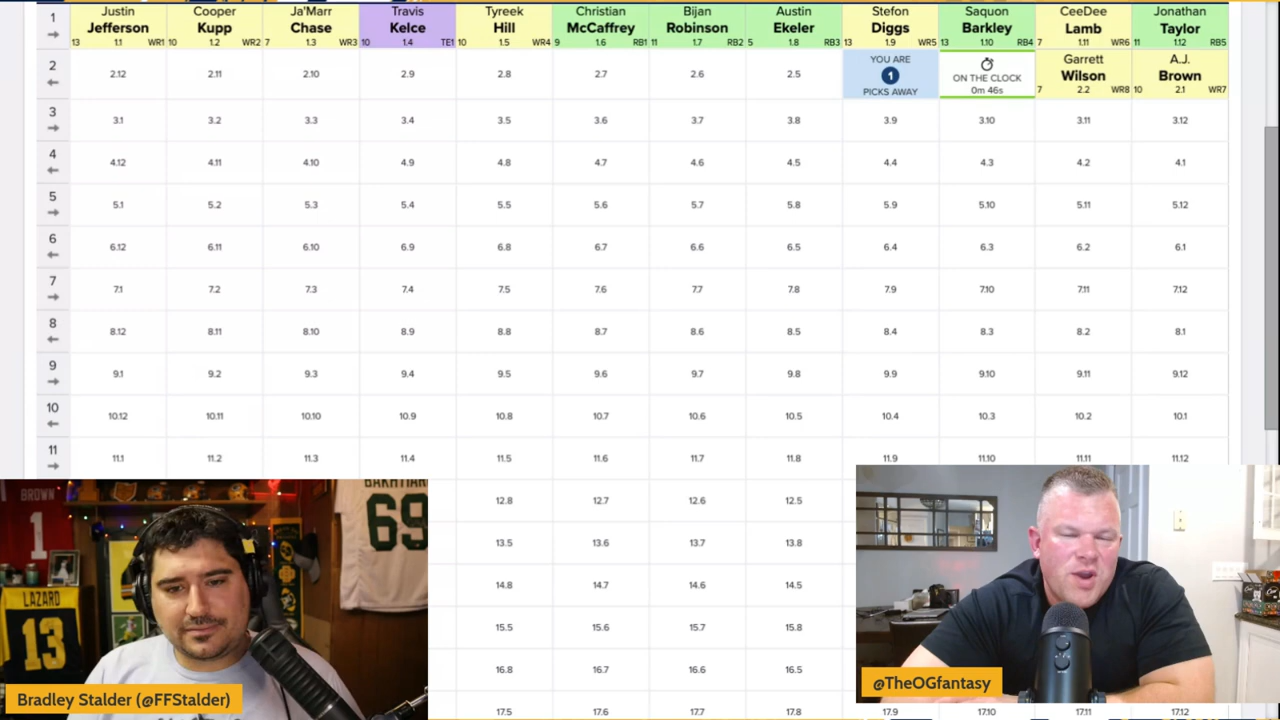 1 Justin Cooper Ja'Marr Travis Tyreek Christian Bijan Austin Stefon Saquon CeeDee Jonathan
Jefferson Kupp Chase Kelce Hill McCaffrey Robinson Ekeler Diggs Barkley Lamb Taylor
13 1.1 WR1 10 1.2 WR2 7 1.3 WR3 10 1.4 TE1 10 1.5 WR4 9 1.6 RB1 11 1.7 RB2 5 1.8 RB3 13 1.9 WR5 13 1.10 RB4 7 1.11 WR6 11 1.12 RB5
2 2.12 2.11 2.10 2.9 2.8 2.7 2.6 2.5
YOU ARE
1
PICKS AWAY
ON THE CLOCK
0m 46s
Garrett
Wilson
7 2.2 WR8
A.J.
Brown
10 2.1 WR7
3 3.1 3.2 3.3 3.4 3.5 3.6 3.7 3.8 3.9 3.10 3.11 3.12
4 4.12 4.11 4.10 4.9 4.8 4.7 4.6 4.5 4.4 4.3 4.2 4.1
5 5.1 5.2 5.3 5.4 5.5 5.6 5.7 5.8 5.9 5.10 5.11 5.12
6 6.12 6.11 6.10 6.9 6.8 6.7 6.6 6.5 6.4 6.3 6.2 6.1
7 7.1 7.2 7.3 7.4 7.5 7.6 7.7 7.8 7.9 7.10 7.11 7.12
8 8.12 8.11 8.10 8.9 8.8 8.7 8.6 8.5 8.4 8.3 8.2 8.1
9 9.1 9.2 9.3 9.4 9.5 9.6 9.7 9.8 9.9 9.10 9.11 9.12
10 10.12 10.11 10.10 10.9 10.8 10.7 10.6 10.5 10.4 10.3 10.2 10.1
11 11.1 11.2 11.3 11.4 11.5 11.6 11.7 11.8 11.9 11.10 11.11 11.12
12.8 12.7 12.6 12.5
13.5 13.6 13.7 13.8
14.8 14.7 14.6 14.5
15.5 15.6 15.7 15.8
16.8 16.7 16.6 16.5
17.5 17.6 17.7 17.8 17.9 17.10 17.11 17.12
BROWN
1
BAKHTIARI
69
LAZARD
13
Bradley Stalder (@FFStalder)
@TheOGfantasy